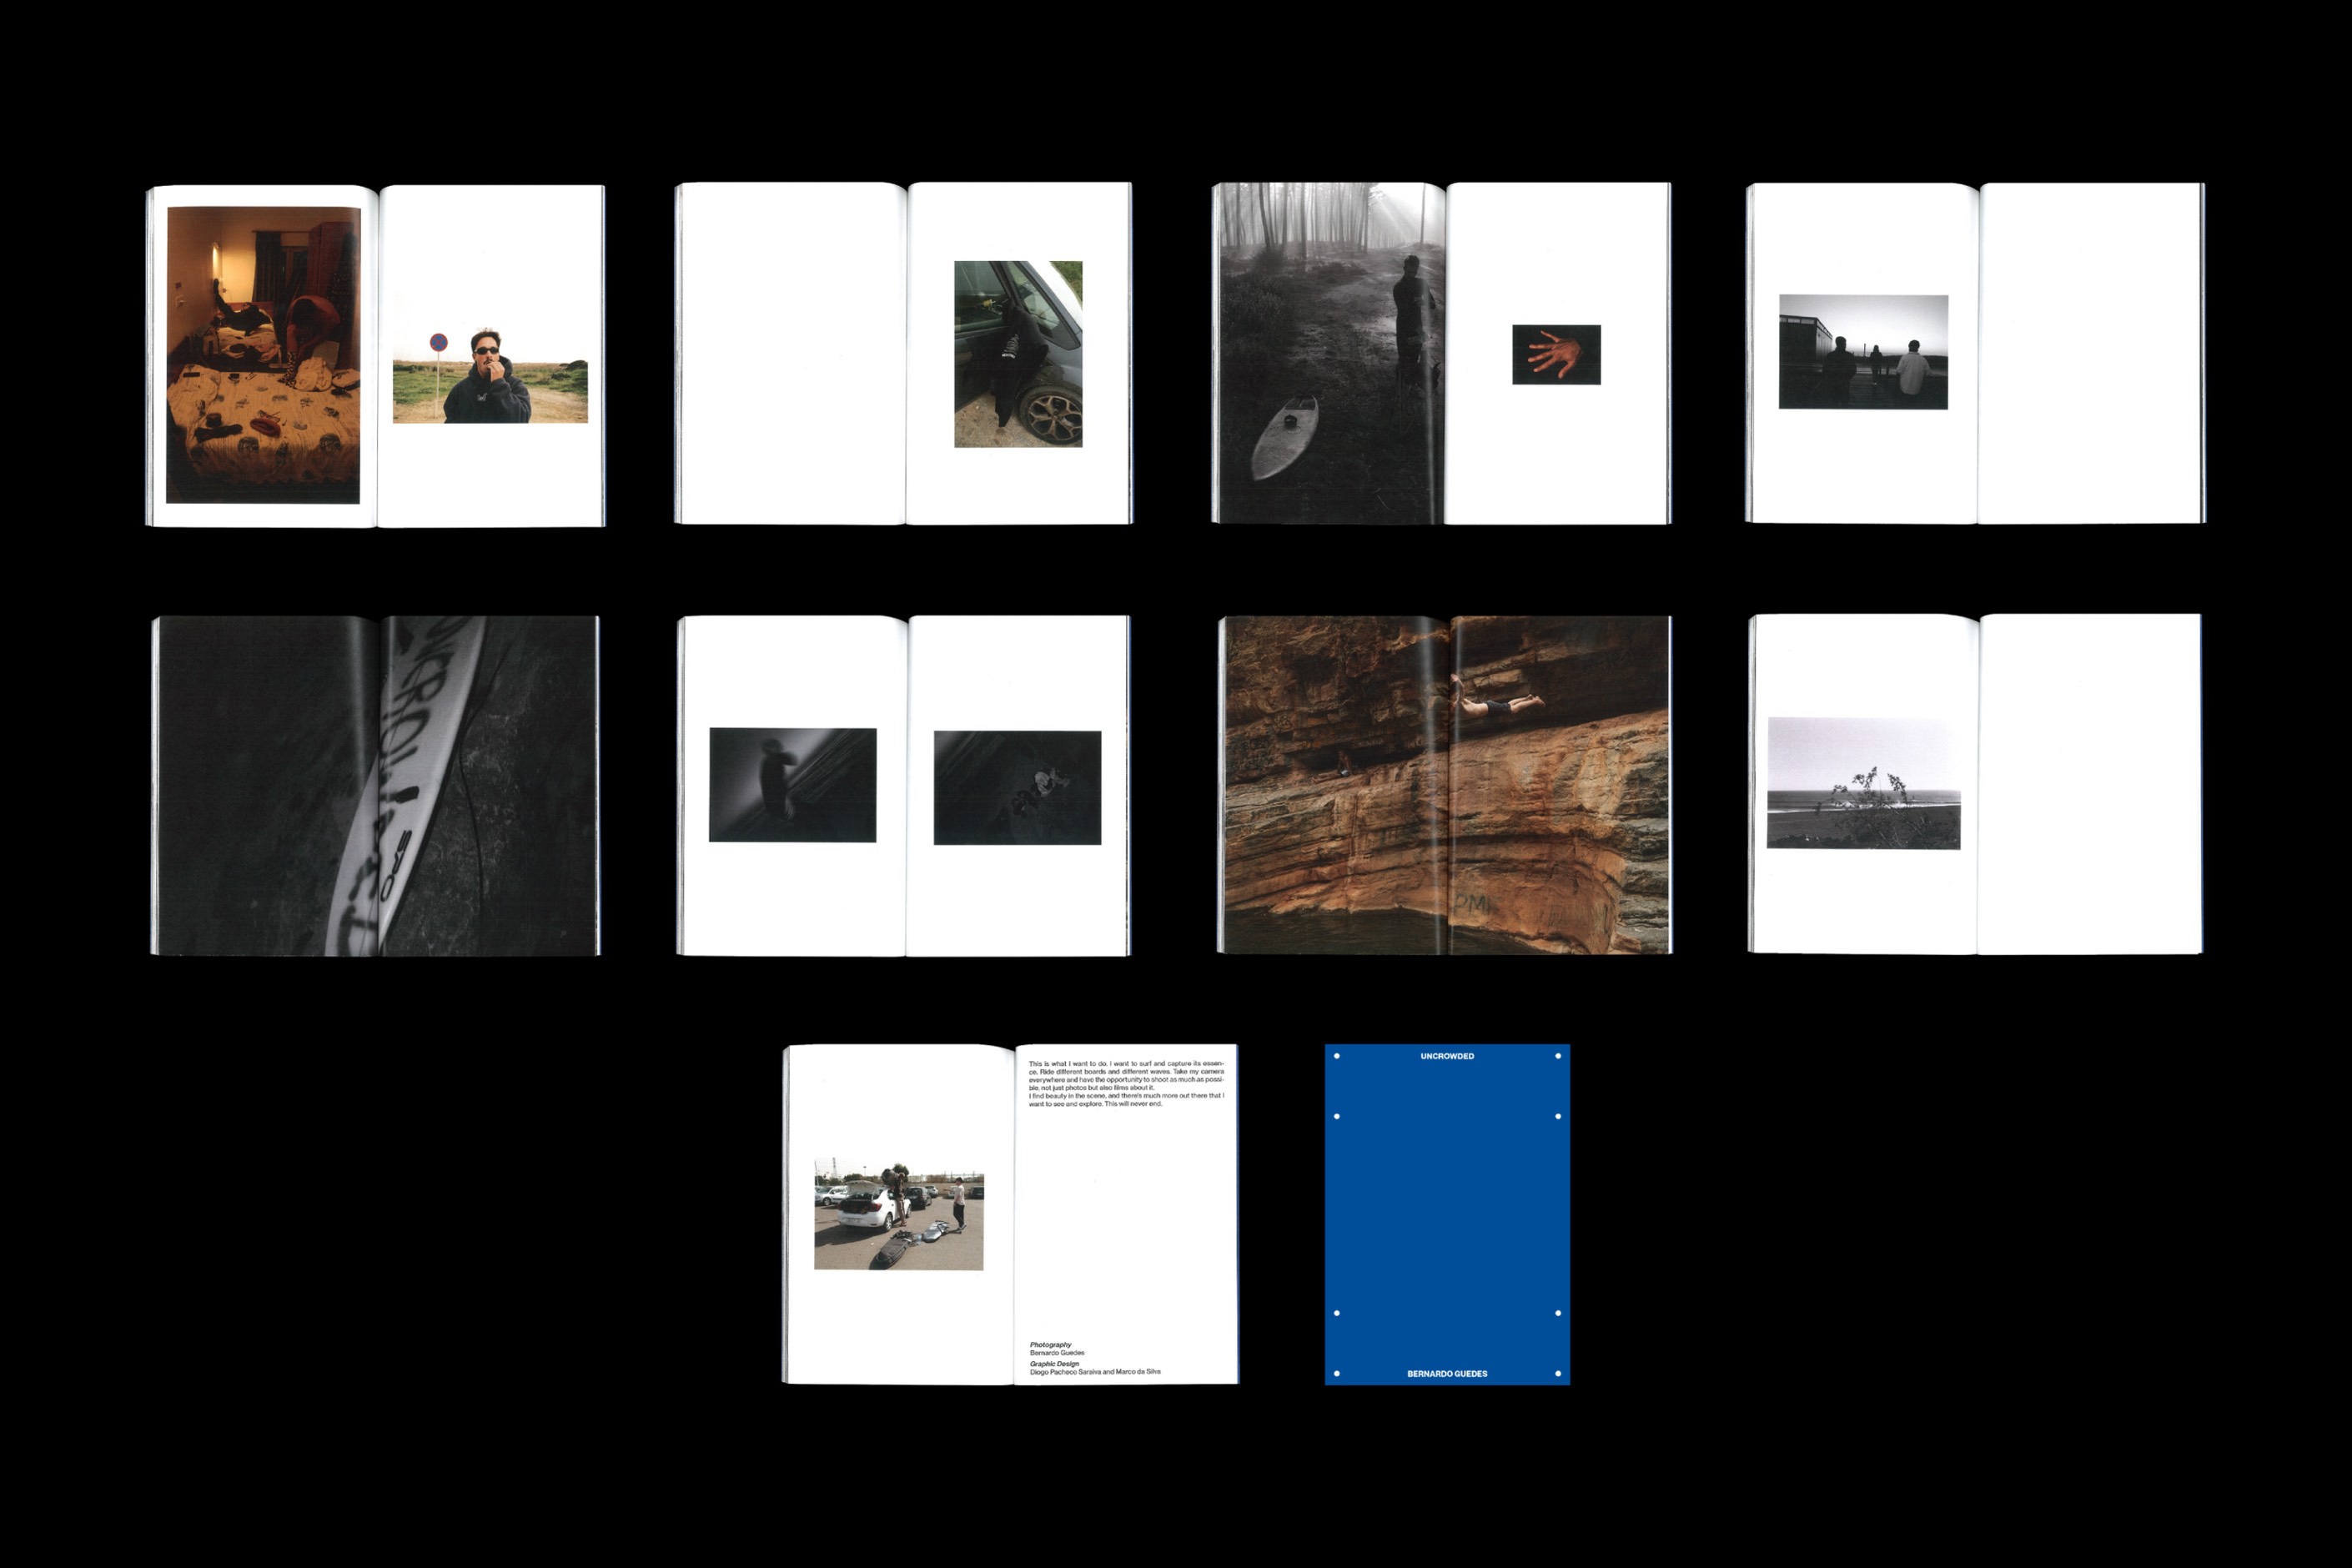 PMI
This is what I want to do. I want to surf and capture its essen-
ce. Ride different boards and different waves. Take my camera
everywhere and have the opportunity to shoot as much as possi-
ble, not just photos but also films about it.
I find beauty in the scene, and there's much more out there that I
want to see and explore. This will never end.
Photography
Bernardo Guedes
Graphic Design
Diogo Pacheco Saraiva and Marco da Silva
UNCROWDED
BERNARDO GUEDES